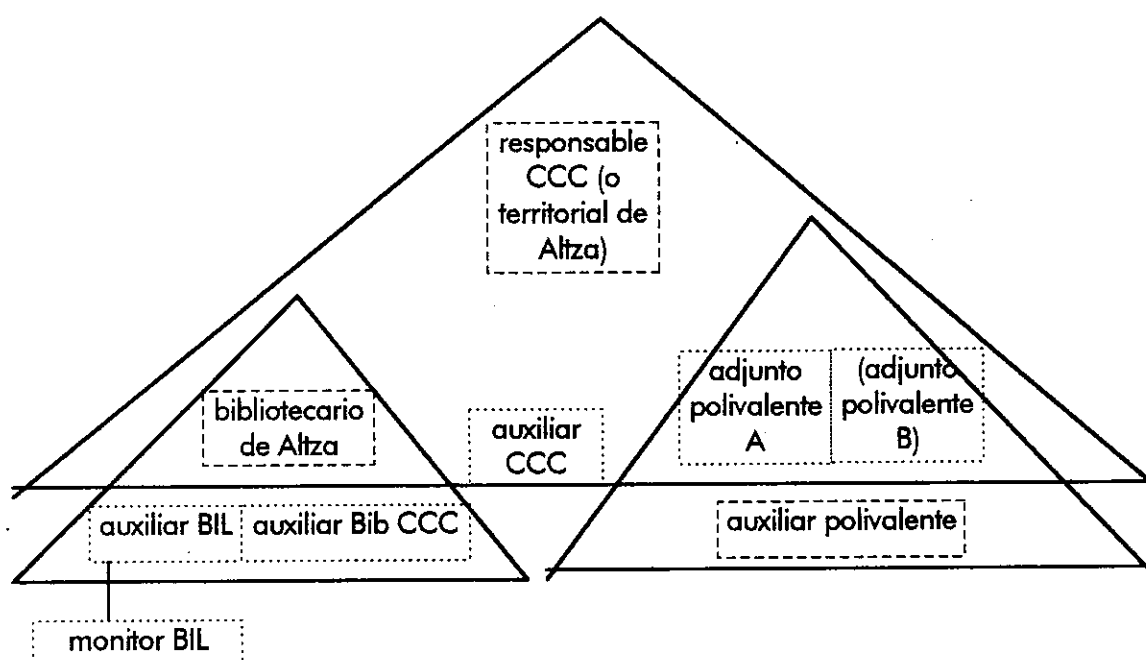 responsable
CCC (o
territorial de
Altza)
bibliotecario
de Altza
auxiliar
CCC
adjunto
polivalente
A
(adjunto
polivalente
B)
auxiliar BIL
auxiliar Bib CCC
auxiliar polivalente
monitor BIL